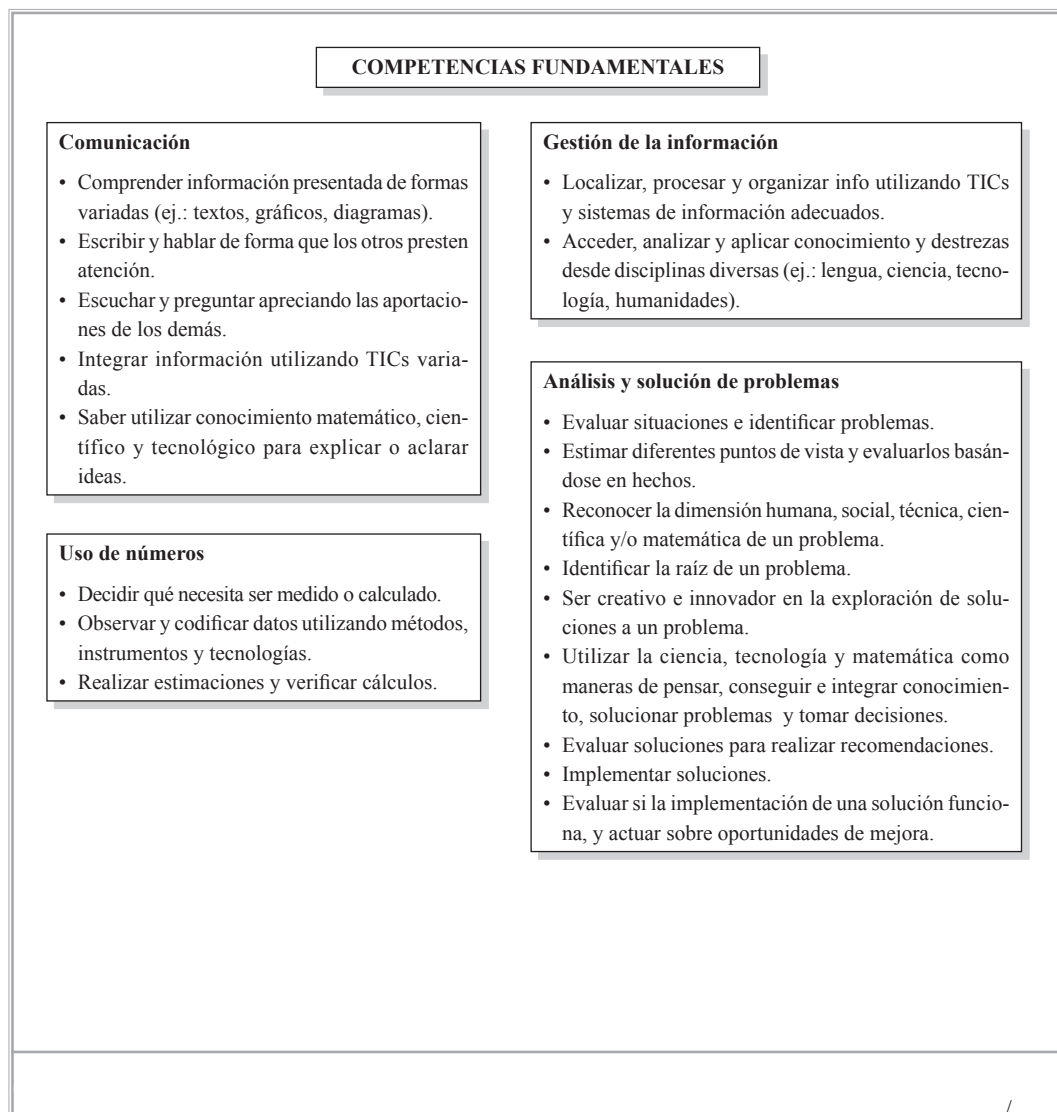 COMPETENCIAS FUNDAMENTALES
Comunicación
• Comprender información presentada de formas
variadas (ej.: textos, gráficos, diagramas).
• Escribir y hablar de forma que los otros presten
atención.
• Escuchar y preguntar apreciando las aportacio-
nes de los demás.
• Integrar información utilizando TICs varia-
das.
• Saber utilizar conocimiento matemático, cien-
tífico y tecnológico para explicar o aclarar
ideas.
Uso de números
• Decidir qué necesita ser medido o calculado.
• Observar y codificar datos utilizando métodos,
instrumentos y tecnologías.
• Realizar estimaciones y verificar cálculos.
Gestión de la información
• Localizar, procesar y organizar info utilizando TICs
y sistemas de información adecuados.
• Acceder, analizar y aplicar conocimiento y destrezas
desde disciplinas diversas (ej.: lengua, ciencia, tecno-
logía, humanidades).
Análisis y solución de problemas
• Evaluar situaciones e identificar problemas.
• Estimar diferentes puntos de vista y evaluarlos basán-
dose en hechos.
• Reconocer la dimensión humana, social, técnica, cien-
tífica y/o matemática de un problema.
• Identificar la raíz de un problema.
• Ser creativo e innovador en la exploración de solu-
ciones a un problema.
• Utilizar la ciencia, tecnología y matemática como
maneras de pensar, conseguir e integrar conocimien-
to, solucionar problemas y tomar decisiones.
• Evaluar soluciones para realizar recomendaciones.
• Implementar soluciones.
• Evaluar si la implementación de una solución funcio-
na, y actuar sobre oportunidades de mejora.
/